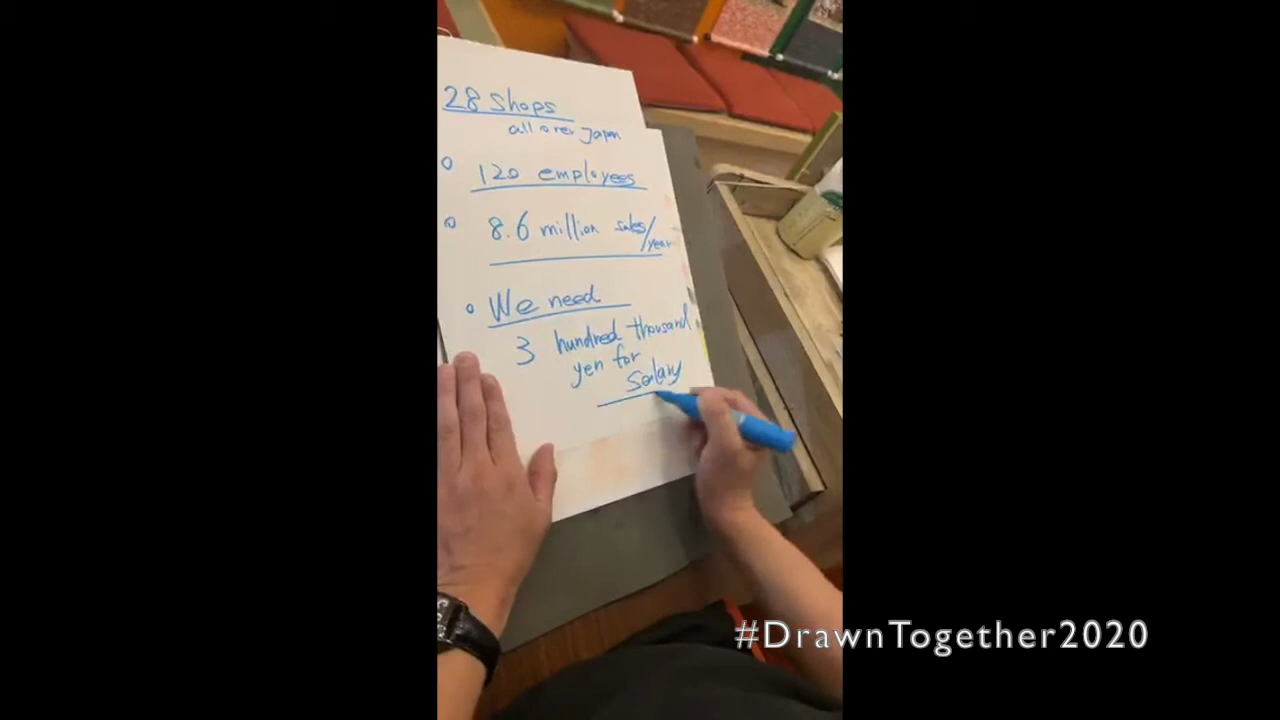 28 shops
all over Japan
120 employees
8.6 million sales/year
We need
3 hundred thousand
yen for
Salary
#DrawnTogether2020